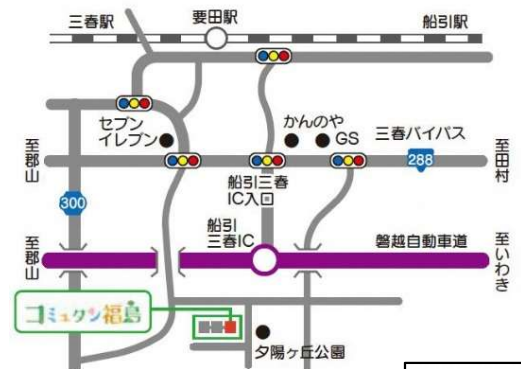 三春駅
要田駅
船引駅
セブン
イレブン
かんのや
GS
三春バイパス
288
至郡山
至田村
船引三春
IC入口
300
船引
三春IC
磐越自動車道
至郡山
至いわき
コミュタン福島
夕陽ヶ丘公園